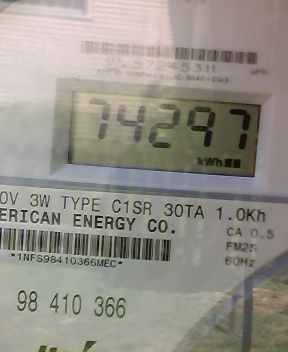 74297
kWh
0V 3W TYPE C1SR 30TA 1.0Kh
ERICAN ENERGY CO.
CA 0.5
FM2S
60Hz
*1NFS98410366MEC*
98 410 366